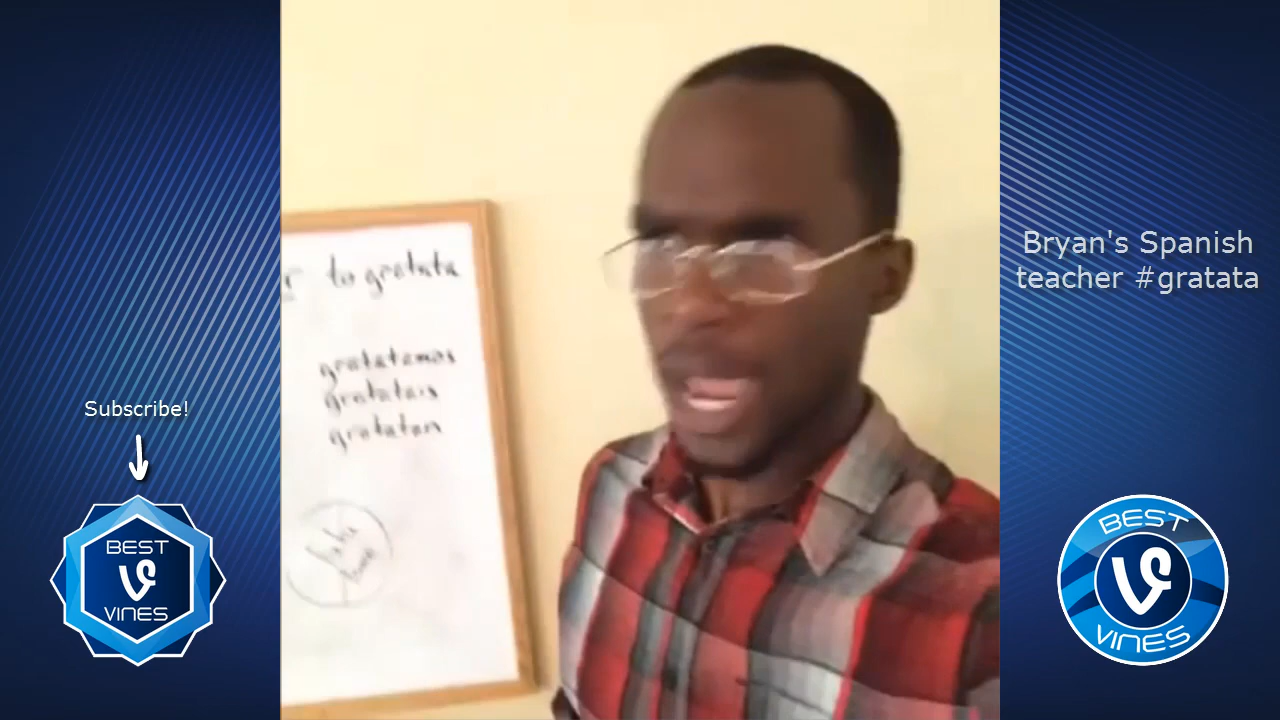 Bryan's Spanish
teacher #gratata
to gratata
gratatamos
gratatais
gratatan
Subscribe!
BEST
VINES
BEST
VINES